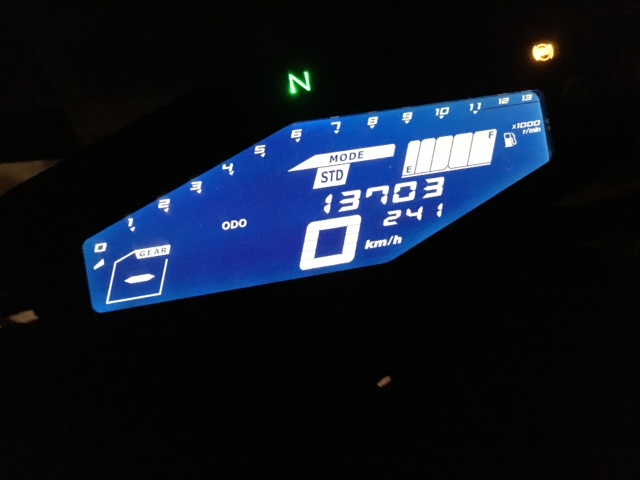 N
0 1 2 3 4 5 6 7 8 9 10 11 12 13
x1000
r/min
MODE
STD
E F
13703
ODO
241
0 km/h
GEAR
-